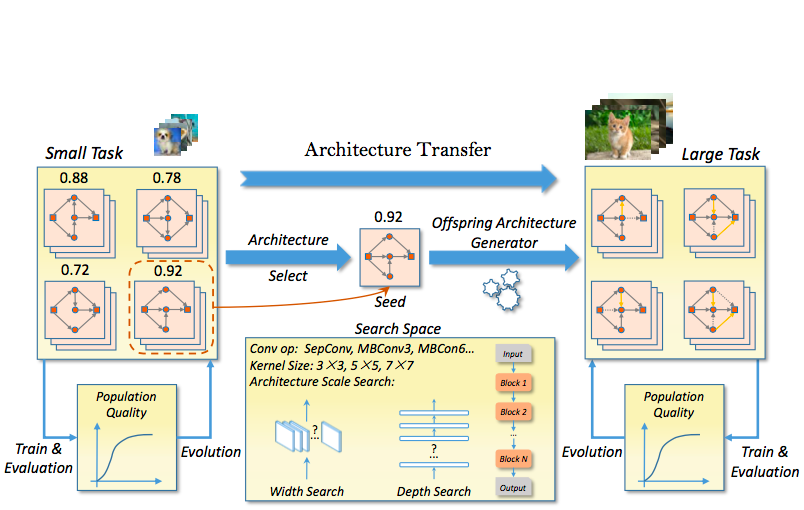 Architecture Transfer
Small Task
Large Task
0.88
0.78
0.72
0.92
Architecture
Select
0.92
Seed
Offspring Architecture
Generator
Search Space
Conv op: SepConv, MBConv3, MBCon6...
Kernel Size: 3×3, 5×5, 7×7
Architecture Scale Search:
?
...
Width Search
?
Depth Search
Input
Block 1
Block 2
...
Block N
Output
Population
Quality
Train &
Evaluation
Evolution
Population
Quality
Evolution
Train &
Evaluation